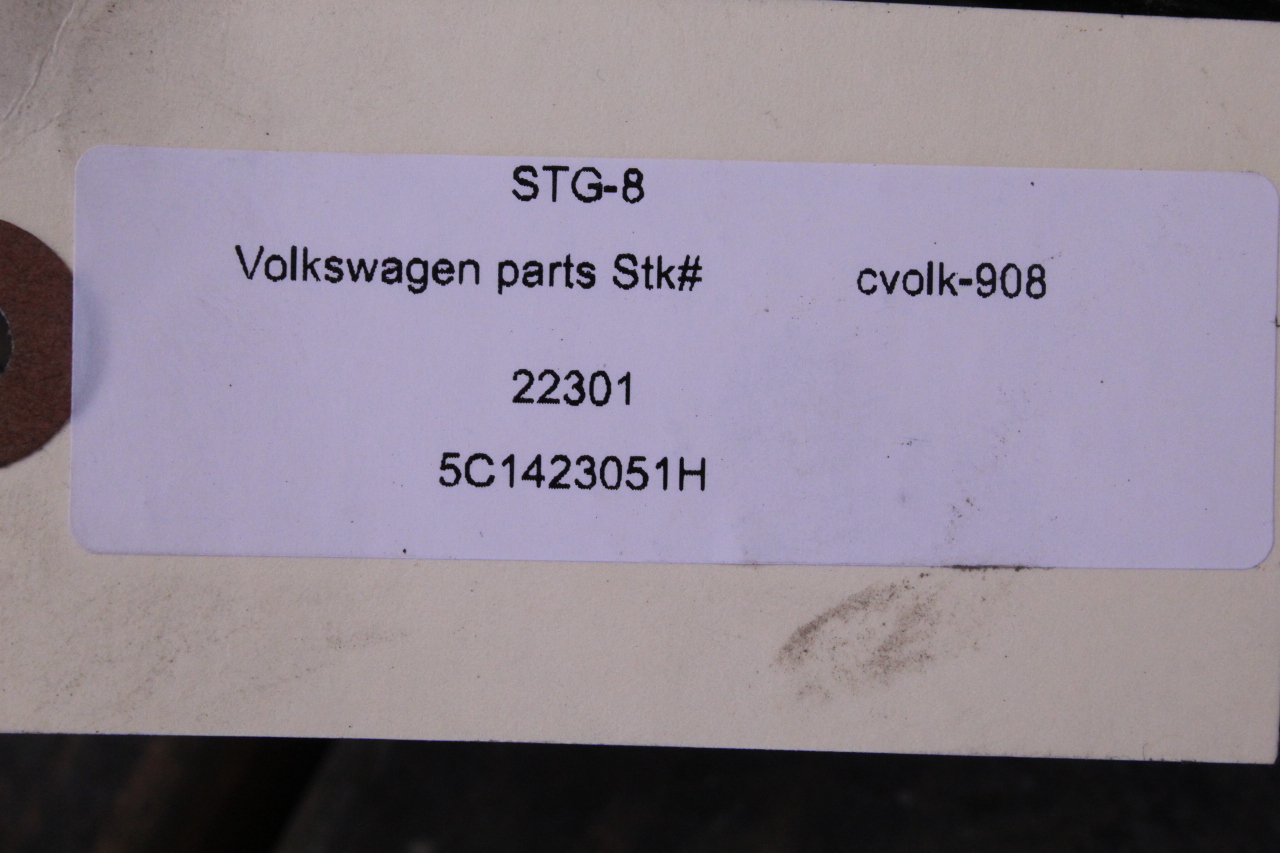 STG-8
Volkswagen parts Stk# cvolk-908
22301
5C1423051H